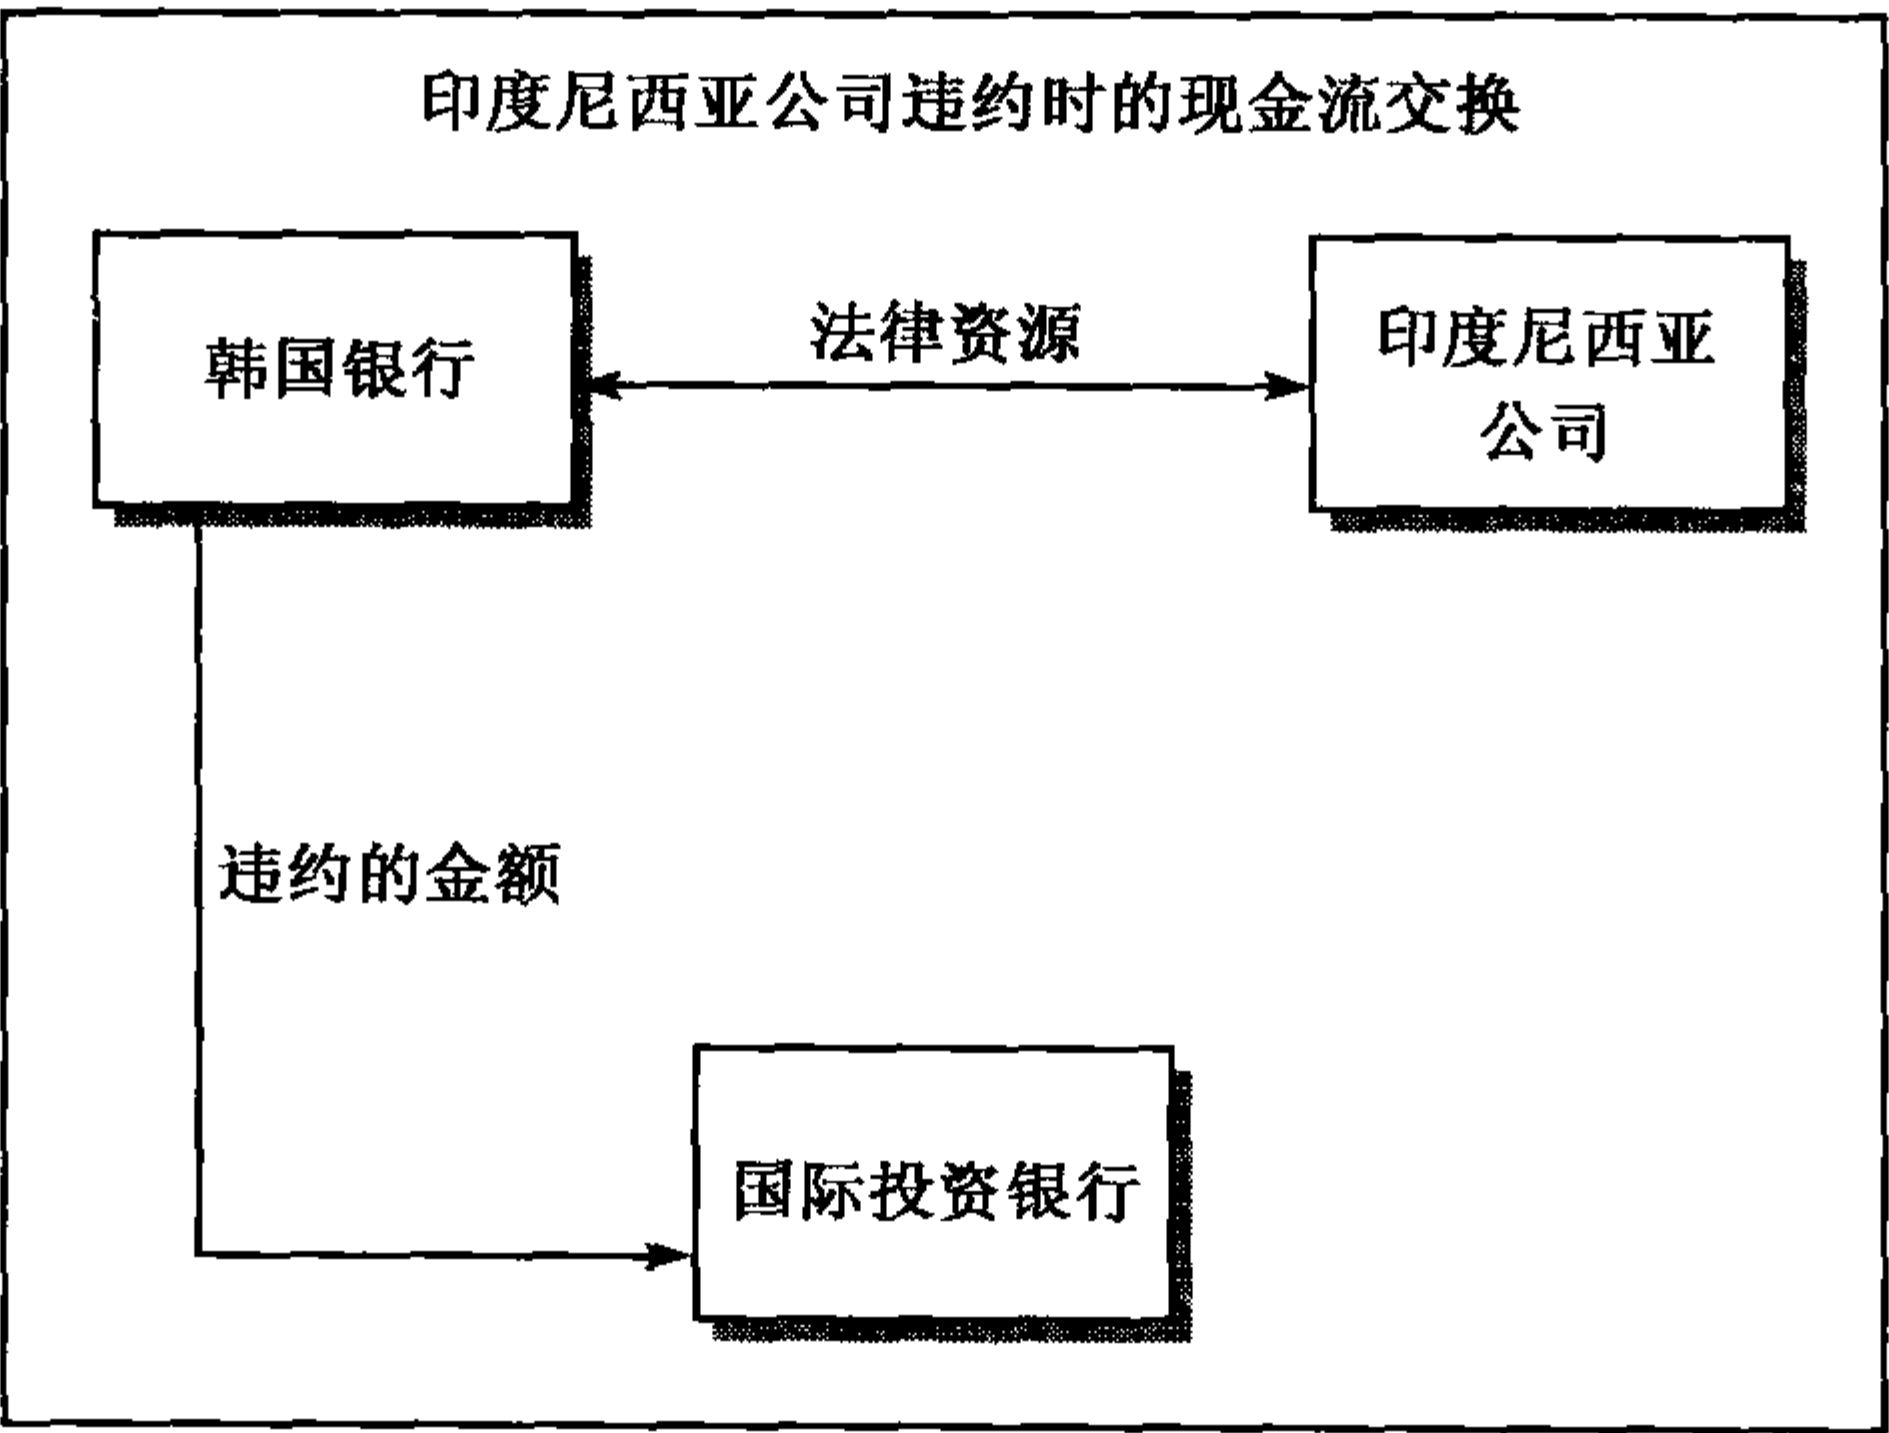 印度尼西亚公司违约时的现金流交换
韩国银行
法律资源
印度尼西亚
公司
违约的金额
国际投资银行